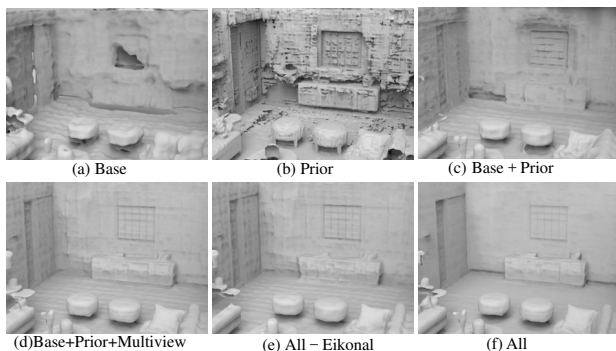 (a) Base
(b) Prior
(c) Base + Prior
(d)Base+Prior+Multiview
(e) All − Eikonal
(f) All